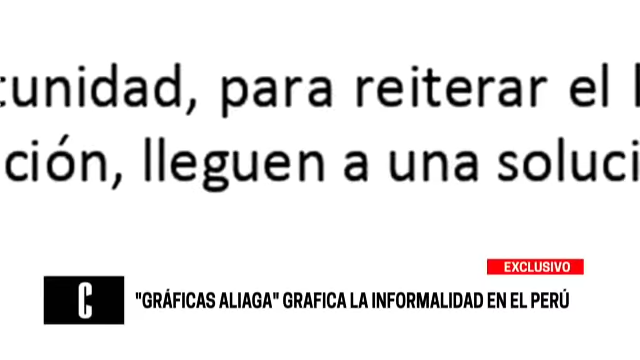 tunidad, para reiterar el
ción, lleguen a una soluci
EXCLUSIVO
C "GRÁFICAS ALIAGA" GRAFICA LA INFORMALIDAD EN EL PERÚ